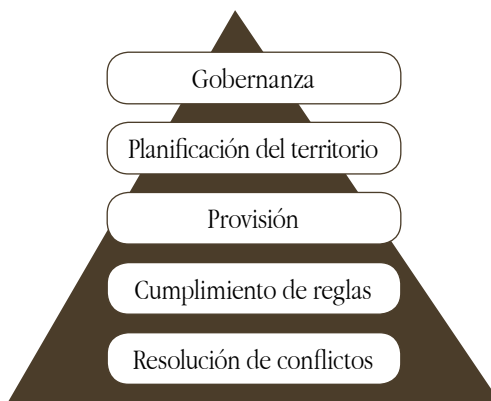 Gobernanza
Planificación del territorio
Provisión
Cumplimiento de reglas
Resolución de conflictos